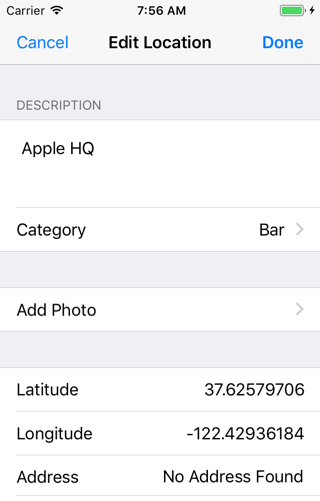 Carrier 7:56 AM
Cancel Edit Location Done
DESCRIPTION
Apple HQ
Category Bar
Add Photo
Latitude 37.62579706
Longitude -122.42936184
Address No Address Found